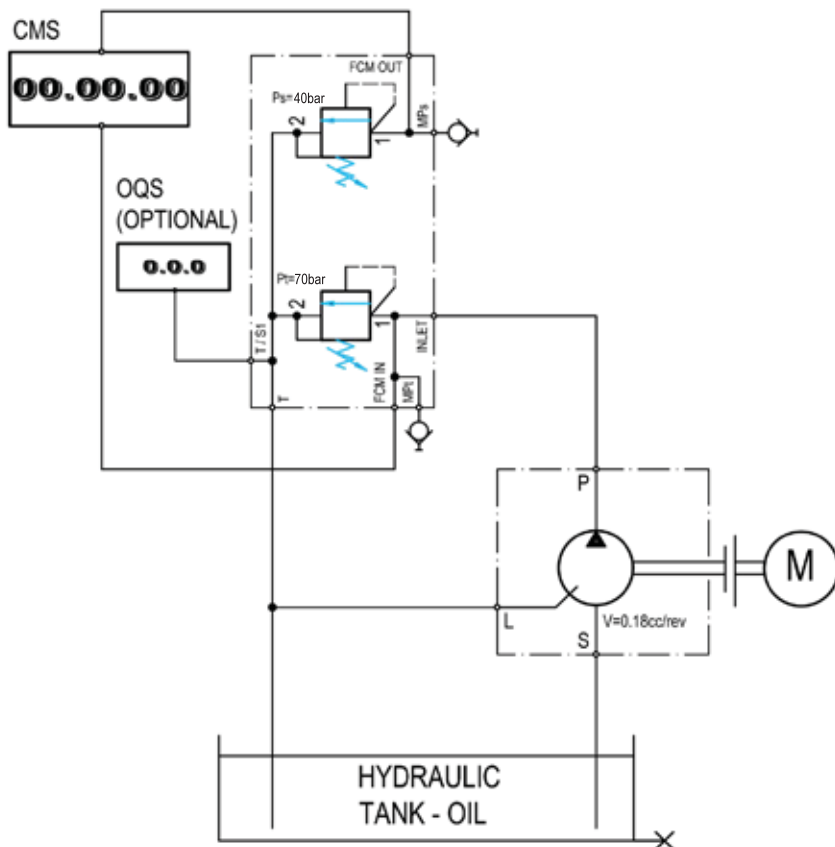 CMS
00.00.00
FCM OUT
Ps=40bar
MPs
2
1
OQS
(OPTIONAL)
0.0.0
Pt=70bar
2
1
T / S1
INLET
FCM IN
MPt
T
P
M
L
V=0.18cc/rev
S
HYDRAULIC
TANK - OIL